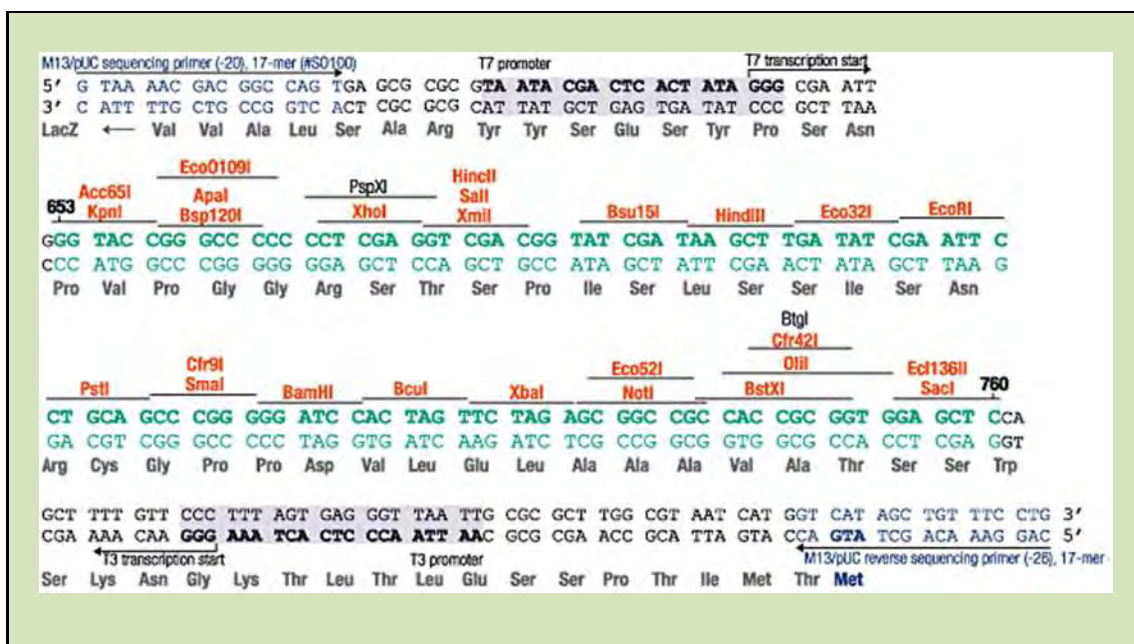 M13/pUC sequencing primer (-20), 17-mer (#SO100) T7 promoter T7 transcription start
5′ G TAA AAC GAC GGC CAG TGA GCG CGC GTA ATA CGA CTC ACT ATA GGG CGA ATT
3′ C ATT TTG CTG CCG GTC ACT CGC GCG CAT TAT GCT GAG TGA TAT CCC GCT TAA
LacZ ← Val Val Ala Leu Ser Ala Arg Tyr Tyr Ser Glu Ser Tyr Pro Ser Asn
EcoO109I HincII
Acc65I ApaI PspXI SalI
653 KpnI Bsp120I XhoI XmiI Bsu15I HindIII Eco32I EcoRI
GGG TAC CGG GCC CCC CCT CGA GGT CGA CGG TAT CGA TAA GCT TGA TAT CGA ATT C
CCC ATG GCC CGG GGG GGA GCT CCA GCT GCC ATA GCT ATT CGA ACT ATA GCT TAA G
Pro Val Pro Gly Gly Arg Ser Thr Ser Pro Ile Ser Leu Ser Ser Ile Ser Asn
BtgI
Cfr9I Eco52I Cfr42I Ecl136II
PstI SmaI BamHI BcuI XbaI NotI OliI BstXI SacI 760
CT GCA GCC CGG GGG ATC CAC TAG TTC TAG AGC GGC CGC CAC CGC GGT GGA GCT CCA
GA CGT CGG GCC CCC TAG GTG ATC AAG ATC TCG CCG GCG GTG GCG CCA CCT CGA GGT
Arg Cys Gly Pro Pro Asp Val Leu Glu Leu Ala Ala Ala Val Ala Thr Ser Ser Trp
GCT TTT GTT CCC TTT AGT GAG GGT TAA TTG CGC GCT TGG CGT AAT CAT GGT CAT AGC TGT TTC CTG 3′
CGA AAA CAA GGG AAA TCA CTC CCA ATT AAC GCG CGA ACC GCA TTA GTA CCA GTA TCG ACA AAG GAC 5′
T3 transcription start T3 promoter M13/pUC reverse sequencing primer (-26), 17-mer
Ser Lys Asn Gly Lys Thr Leu Thr Leu Glu Ser Ser Pro Thr Ile Met Thr Met